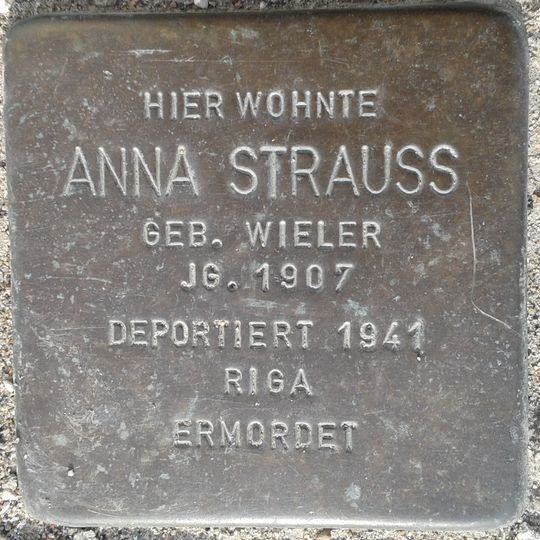 HIER WOHNTE
ANNA STRAUSS
GEB. WIELER
JG. 1907
DEPORTIERT 1941
RIGA
ERMORDET